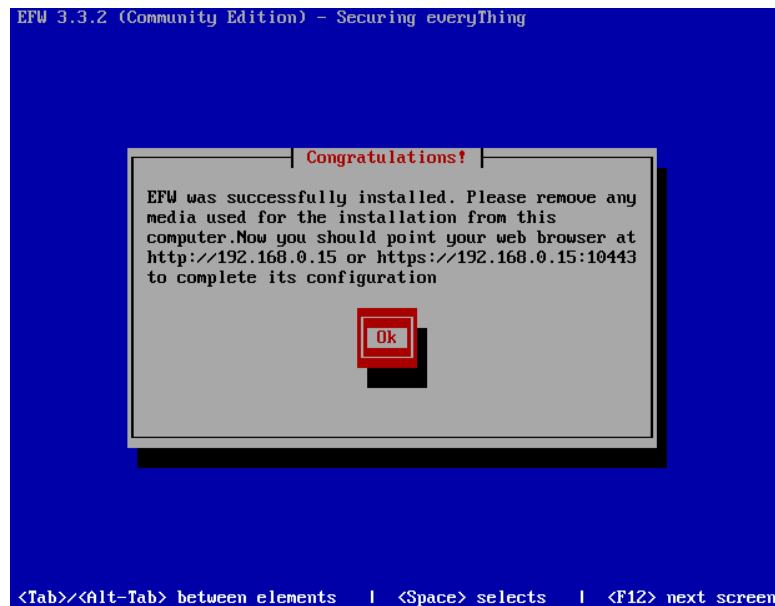 EFW 3.3.2 (Community Edition) - Securing everyThing
Congratulations!
EFW was successfully installed. Please remove any
media used for the installation from this
computer.Now you should point your web browser at
http://192.168.0.15 or https://192.168.0.15:10443
to complete its configuration
Ok
<Tab>/<Alt-Tab> between elements | <Space> selects | <F12> next screen